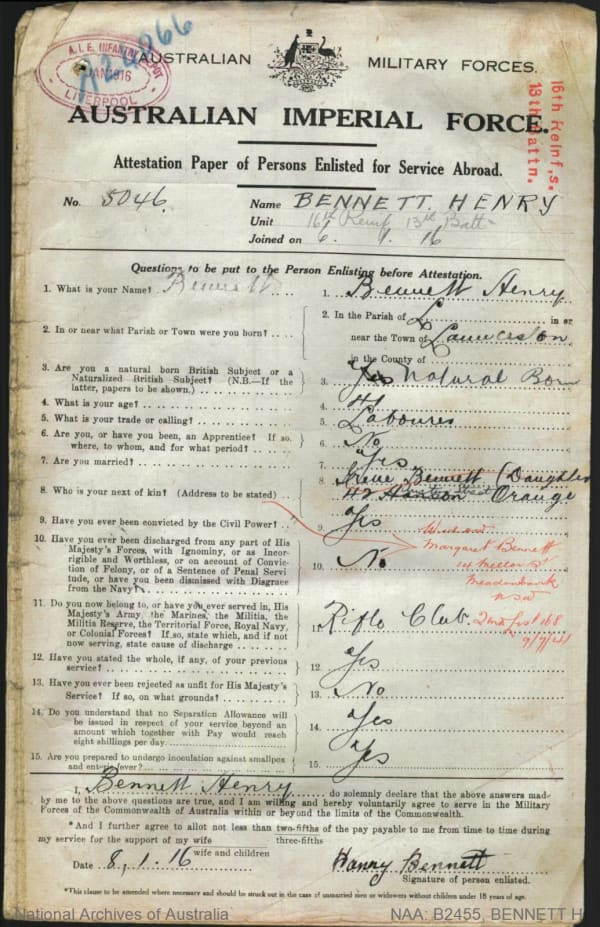 A.I.F. INFANTRY DEPOT
JAN 1916
LIVERPOOL
AUSTRALIAN MILITARY FORCES.
AUSTRALIAN IMPERIAL FORCE.
16th Reinf,s.
13th Battn.
Attestation Paper of Persons Enlisted for Service Abroad.
No. 5046. Name BENNETT. HENRY
Unit 16th Reinf 13th Batt
Joined on 6. 1. 16
Questions to be put to the Person Enlisting before Attestation.
1. What is your Name? Bennett 1. Bennett Henry
2. In or near what Parish or Town were you born? 2. In the Parish of L in or
near the Town of Launceston
in the County of
3. Are you a natural born British Subject or a
Naturalized British Subject? (N.B.—If the
latter, papers to be shown.) 3. Yes Natural Born
4. What is your age? 4. 41
5. What is your trade or calling? 5. Labourer
6. Are you, or have you been, an Apprentice? If so,
where, to whom, and for what period? 6. No
7. Are you married? 7. Yes
8. Who is your next of kin? (Address to be stated) 8. Irene Bennett (Daughter
42 Street Orange
9. Have you ever been convicted by the Civil Power? 9. Yes
Margaret Bennett
Meadowbank
NSW
10. Have you ever been discharged from any part of His
Majesty's Forces, with Ignominy, or as Incor-
rigible and Worthless, or on account of Convic-
tion of Felony, or of a Sentence of Penal Servi-
tude, or have you been Dismissed with Disgrace
from the Navy? 10. No
11. Do you now belong to, or have you ever served in, His
Majesty's Army, the Marines, the Militia, the
Militia Reserve, the Territorial Force, Royal Navy,
or Colonial Forces? If so, state which, and if not
now serving, state cause of discharge 11. Rifle Club.
12. Have you stated the whole, if any, of your previous
service? 12. Yes
13. Have you ever been rejected as unfit for His Majesty's
Service? If so, on what grounds? 13. No
14. Do you understand that no Separation Allowance will
be issued in respect of your service beyond an
amount which together with Pay would reach
eight shillings per day 14. Yes
15. Are you prepared to undergo inoculation against smallpox
and enteric fever? 15. Yes
I, Bennett Henry do solemnly declare that the above answers made
by me to the above questions are true, and I am willing and hereby voluntarily agree to serve in the Military
Forces of the Commonwealth of Australia within or beyond the limits of the Commonwealth.
*And I further agree to allot not less than two-fifths of the pay payable to me from time to time during
three-fifths
my service for the support of my wife
wife and children
Date 8. 1. 16 Henry Bennett
Signature of person enlisted.
*This clause to be amended where necessary and should be struck out in the case of unmarried men or widowers without children under 18 years of age.
National Archives of Australia NAA: B2455, BENNETT H